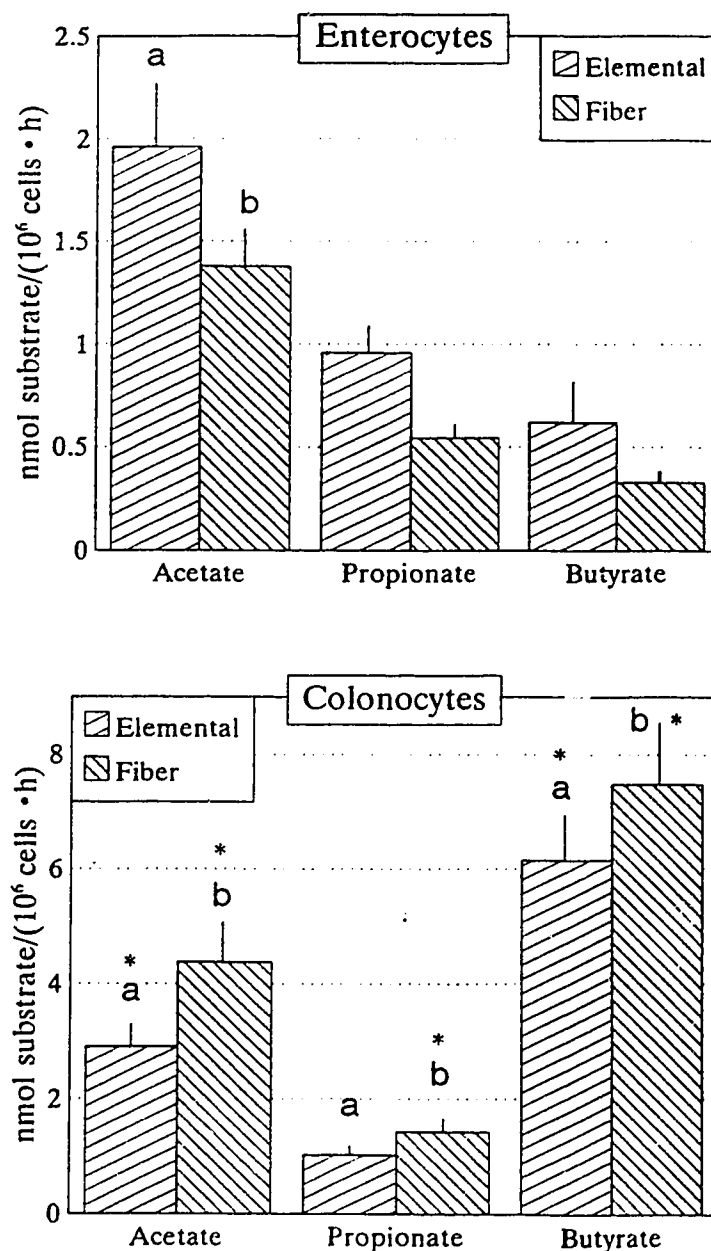 Enterocytes
Elemental
Fiber
nmol substrate/(10⁶ cells • h)
2.5
2
1.5
1
0.5
0
a
b
Acetate
Propionate
Butyrate
Colonocytes
Elemental
Fiber
nmol substrate/(10⁶ cells • h)
8
6
4
2
0
*
a
*
b
a
*
b
*
a
b *
Acetate
Propionate
Butyrate